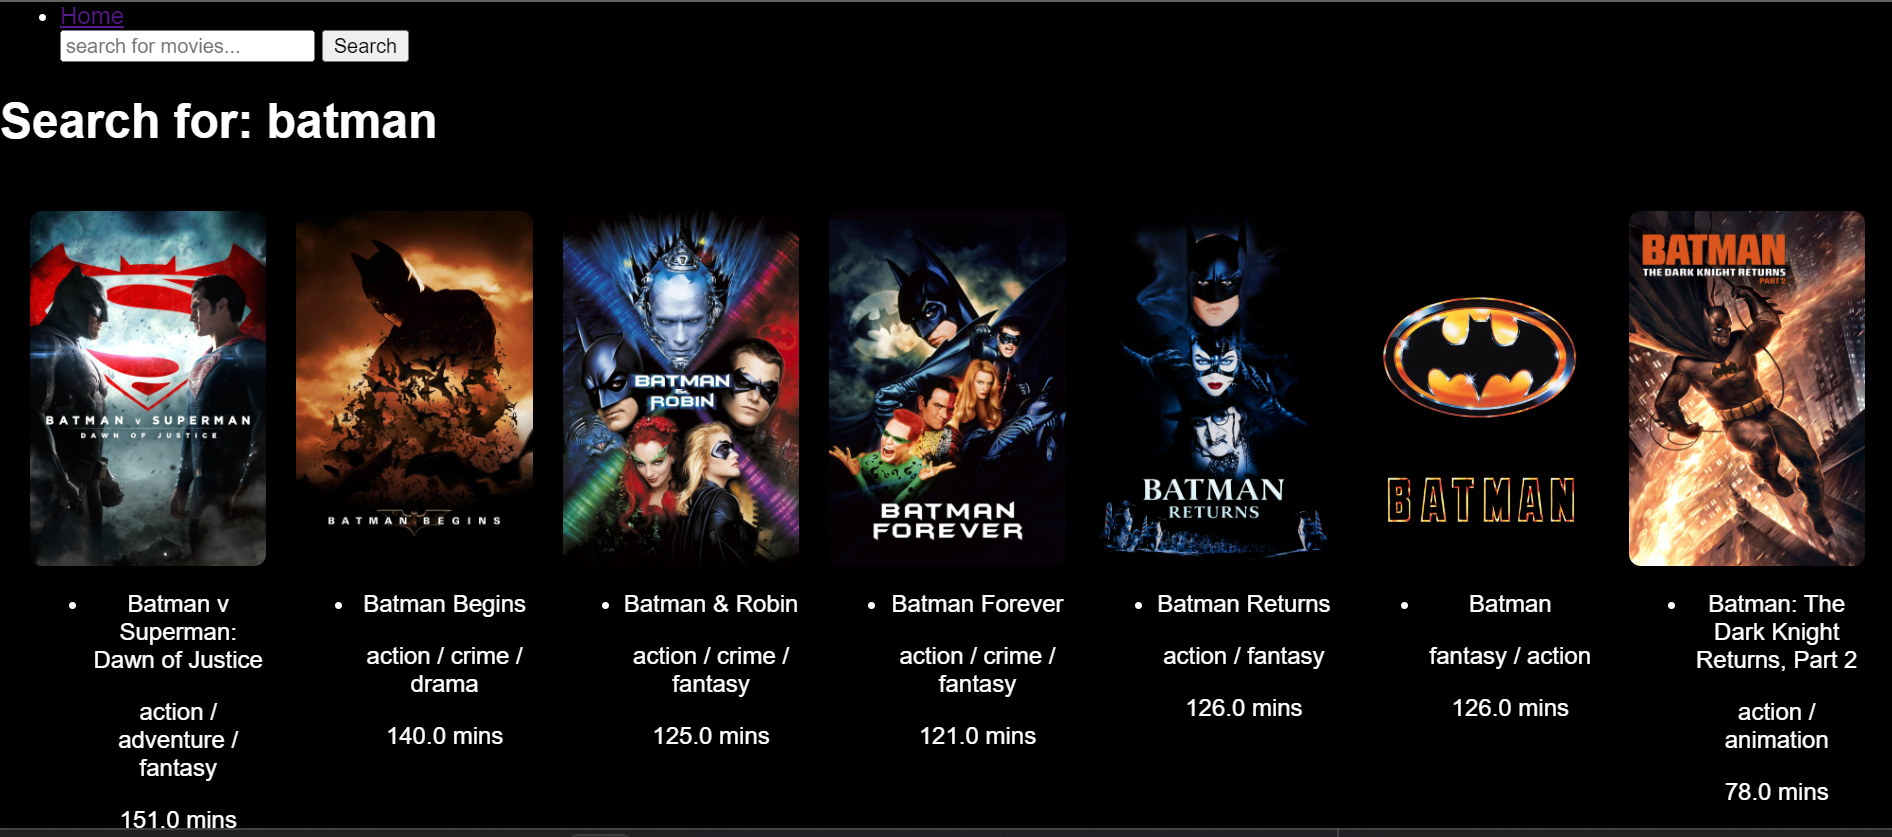 Home
search for movies...
Search
Search for: batman
BATMAN v SUPERMAN
DAWN OF JUSTICE
BATMAN BEGINS
BATMAN
&
ROBIN
BATMAN
FOREVER
BATMAN
RETURNS
BATMAN
BATMAN
THE DARK KNIGHT RETURNS
PART 2
Batman v
Superman:
Dawn of Justice
action /
adventure /
fantasy
151.0 mins
Batman Begins
action / crime /
drama
140.0 mins
Batman & Robin
action / crime /
fantasy
125.0 mins
Batman Forever
action / crime /
fantasy
121.0 mins
Batman Returns
action / fantasy
126.0 mins
Batman
fantasy / action
126.0 mins
Batman: The
Dark Knight
Returns, Part 2
action /
animation
78.0 mins